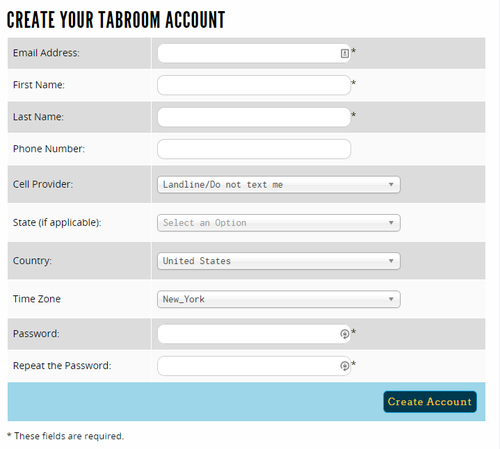 CREATE YOUR TABROOM ACCOUNT
Email Address: *
First Name: *
Last Name: *
Phone Number:
Cell Provider: Landline/Do not text me
State (if applicable): Select an Option
Country: United States
Time Zone New_York
Password: *
Repeat the Password: *
Create Account
* These fields are required.